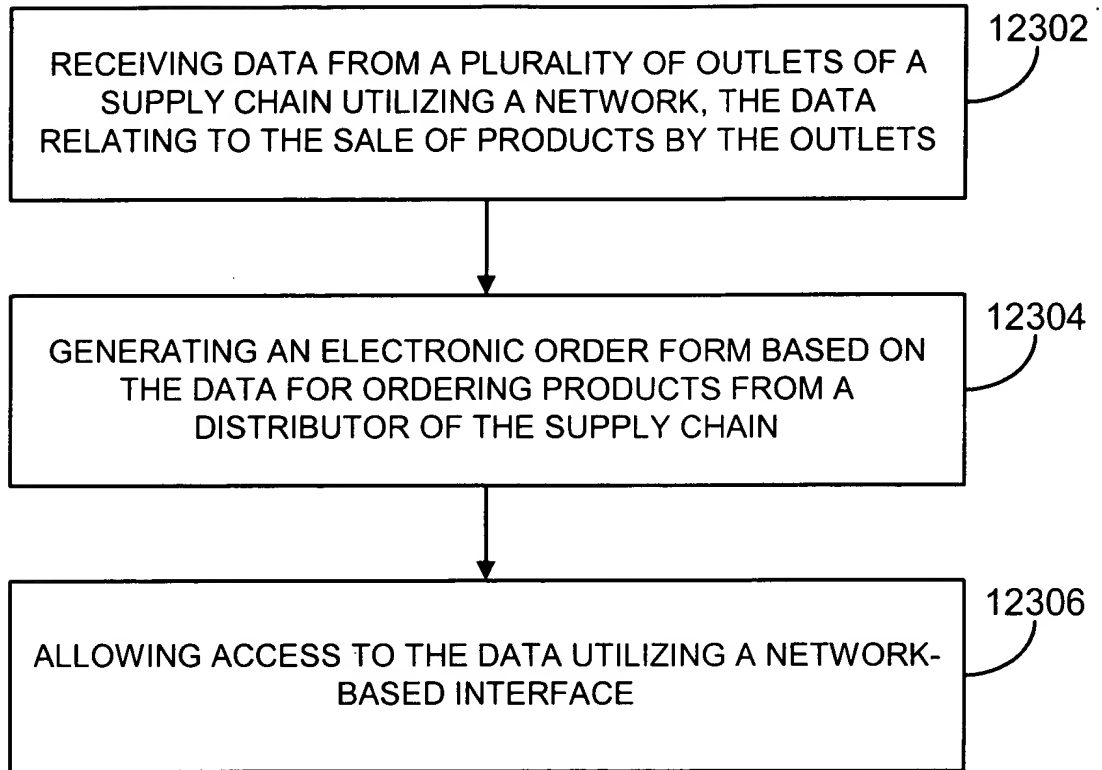 12302
RECEIVING DATA FROM A PLURALITY OF OUTLETS OF A
SUPPLY CHAIN UTILIZING A NETWORK, THE DATA
RELATING TO THE SALE OF PRODUCTS BY THE OUTLETS
12304
GENERATING AN ELECTRONIC ORDER FORM BASED ON
THE DATA FOR ORDERING PRODUCTS FROM A
DISTRIBUTOR OF THE SUPPLY CHAIN
12306
ALLOWING ACCESS TO THE DATA UTILIZING A NETWORK-
BASED INTERFACE